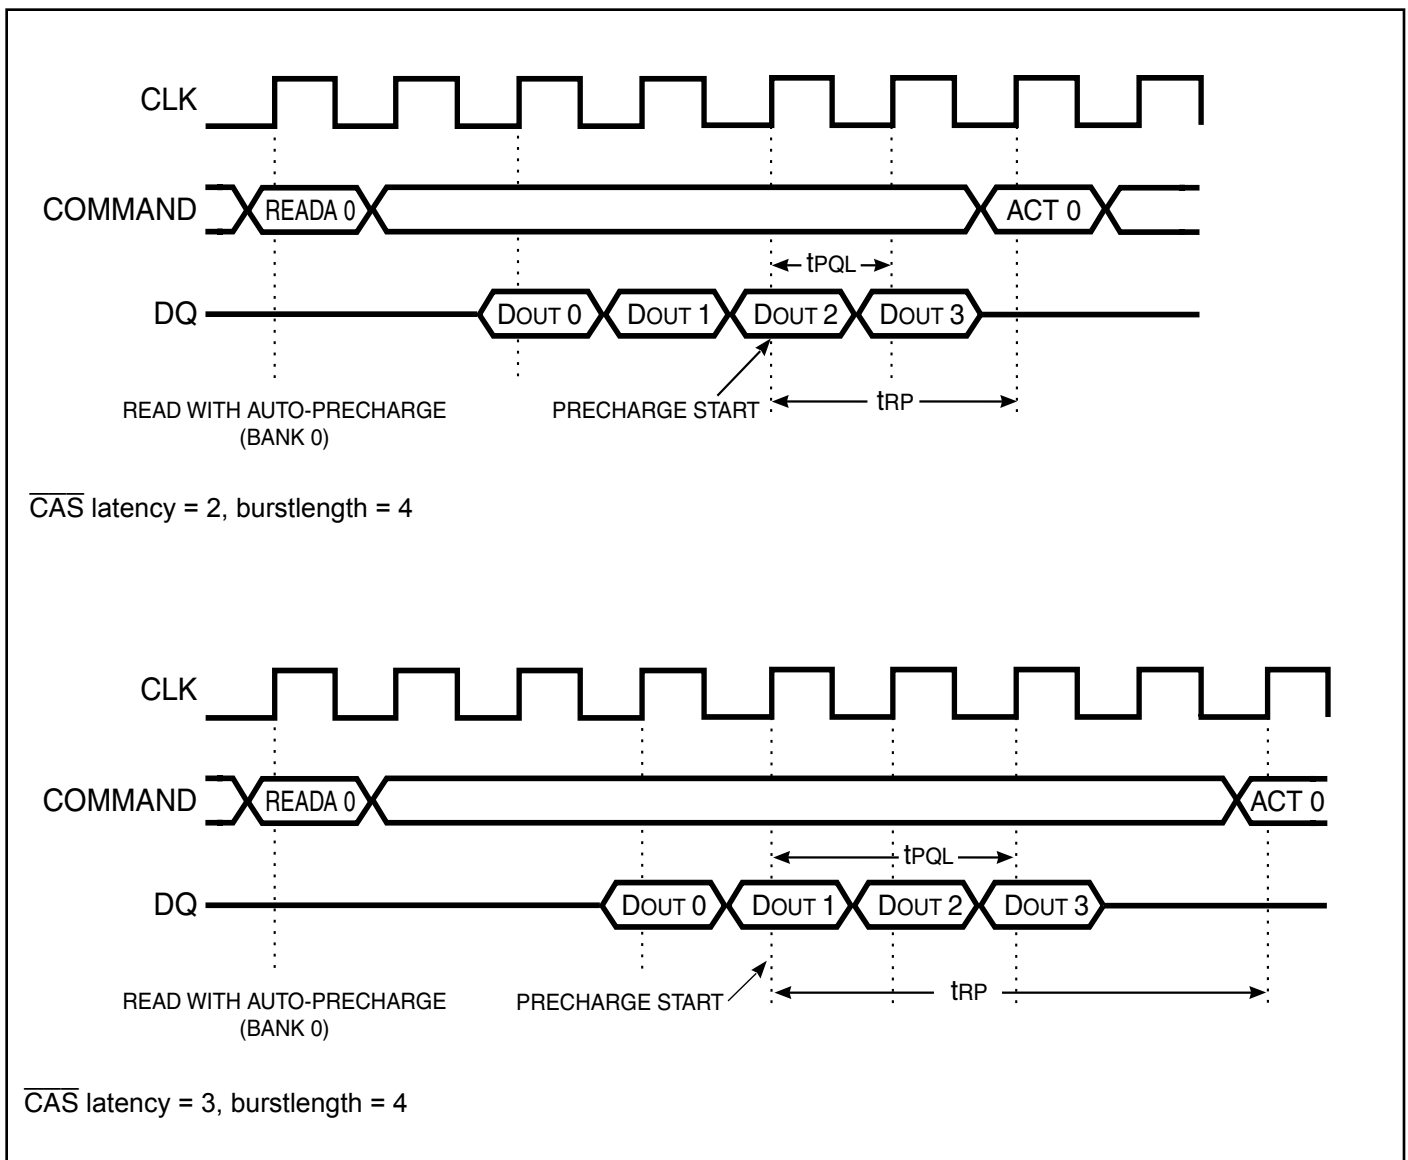 CLK
COMMAND
READA 0
ACT 0
tPQL
DQ
DOUT 0
DOUT 1
DOUT 2
DOUT 3
READ WITH AUTO-PRECHARGE
(BANK 0)
PRECHARGE START
tRP
C̅A̅S̅ latency = 2, burstlength = 4
CLK
COMMAND
READA 0
ACT 0
tPQL
DQ
DOUT 0
DOUT 1
DOUT 2
DOUT 3
READ WITH AUTO-PRECHARGE
(BANK 0)
PRECHARGE START
tRP
C̅A̅S̅ latency = 3, burstlength = 4